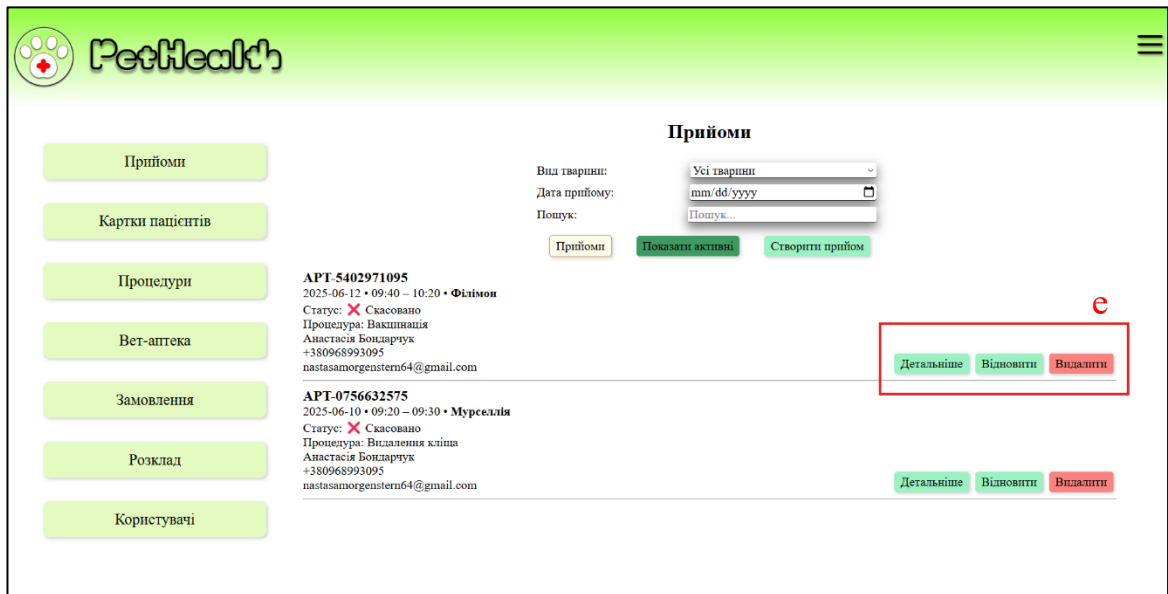 PetHealth
Прийоми
Картки пацієнтів
Процедури
Вет-аптека
Замовлення
Розклад
Користувачі
Прийоми
Вид тварини: Усі тварини
Дата прийому: mm/dd/yyyy
Пошук: Пошук...
Прийоми Показати активні Створити прийом
APT-5402971095
2025-06-12 • 09:40 – 10:20 • Філімон
Статус: ❌ Скасовано
Процедура: Вакцинація
Анастасія Бондарчук
+380968993095
nastasamorgenstern64@gmail.com
е
Детальніше Відновити Видалити
APT-0756632575
2025-06-10 • 09:20 – 09:30 • Мурселлія
Статус: ❌ Скасовано
Процедура: Видалення кліща
Анастасія Бондарчук
+380968993095
nastasamorgenstern64@gmail.com
Детальніше Відновити Видалити